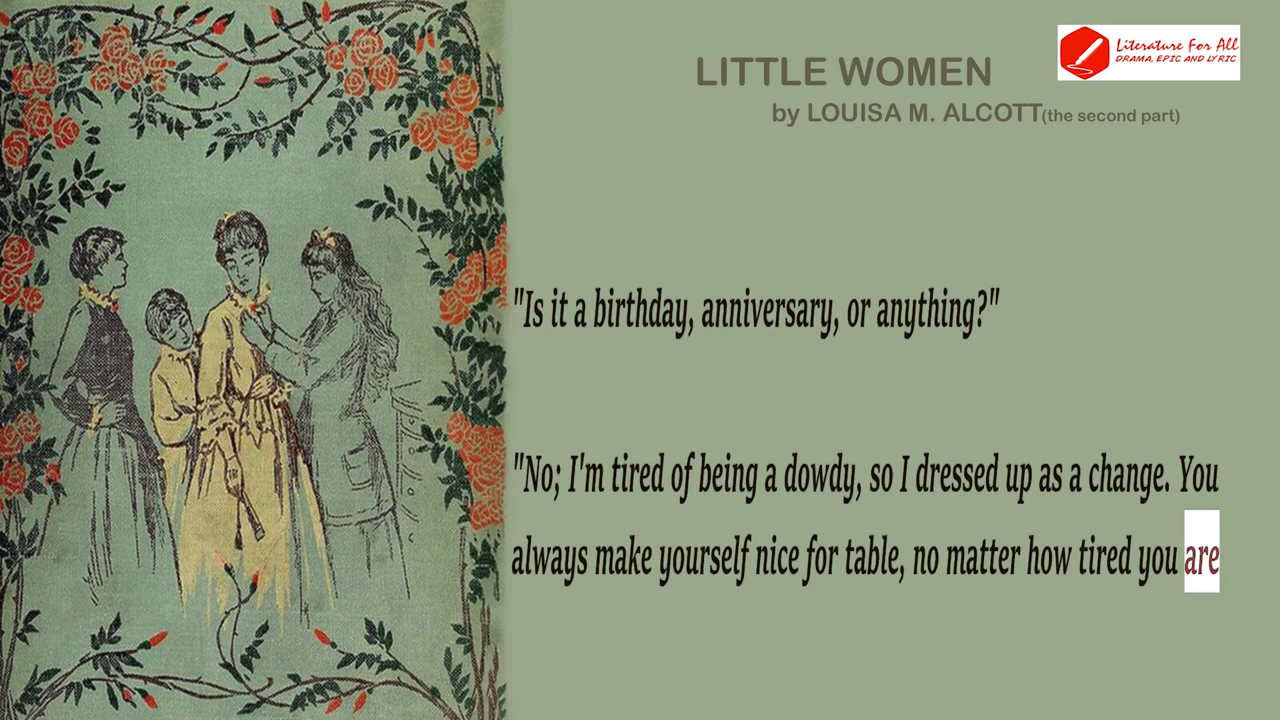 LITTLE WOMEN
by LOUISA M. ALCOTT(the second part)
Literature For All
DRAMA, EPIC AND LYRIC
"Is it a birthday, anniversary, or anything?"
"No; I'm tired of being a dowdy, so I dressed up as a change. You
always make yourself nice for table, no matter how tired you are